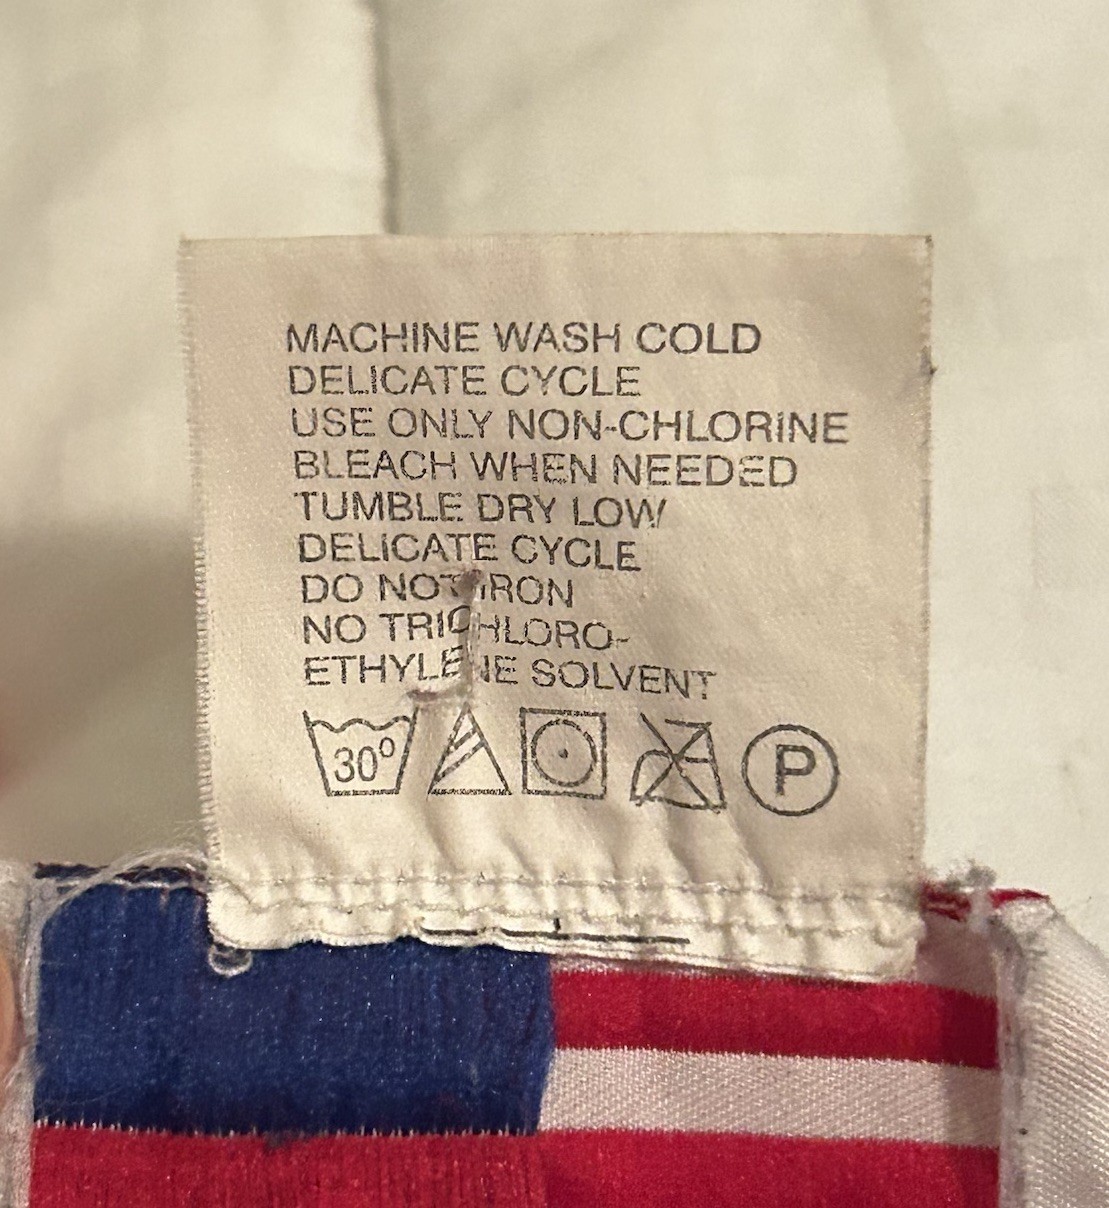 MACHINE WASH COLD
DELICATE CYCLE
USE ONLY NON-CHLORINE
BLEACH WHEN NEEDED
TUMBLE DRY LOW
DELICATE CYCLE
DO NOT IRON
NO TRICHLORO-
ETHYLENE SOLVENT
30° P